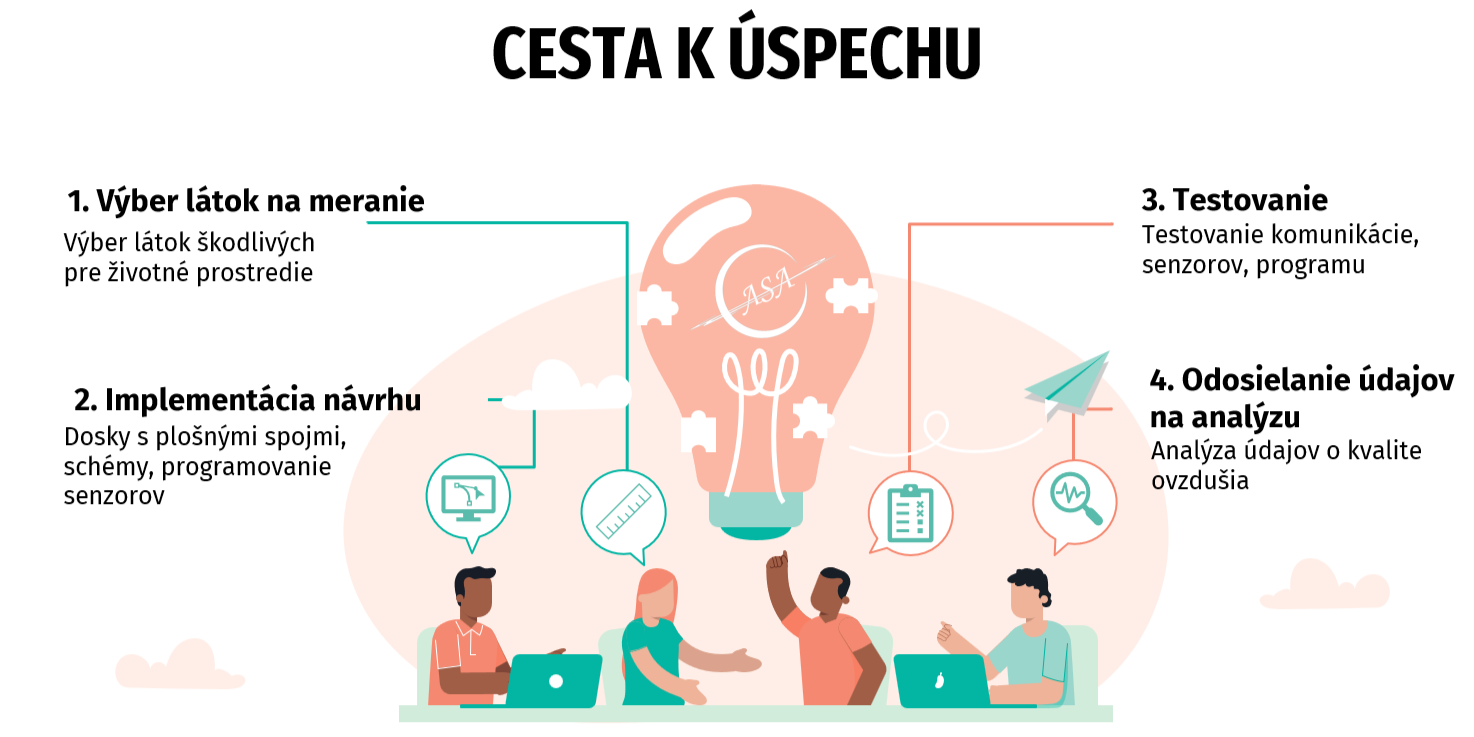 CESTA K ÚSPECHU
1. Výber látok na meranie
Výber látok škodlivých
pre životné prostredie
2. Implementácia návrhu
Dosky s plošnými spojmi,
schémy, programovanie
senzorov
ASA
3. Testovanie
Testovanie komunikácie,
senzorov, programu
4. Odosielanie údajov
na analýzu
Analýza údajov o kvalite
ovzdušia